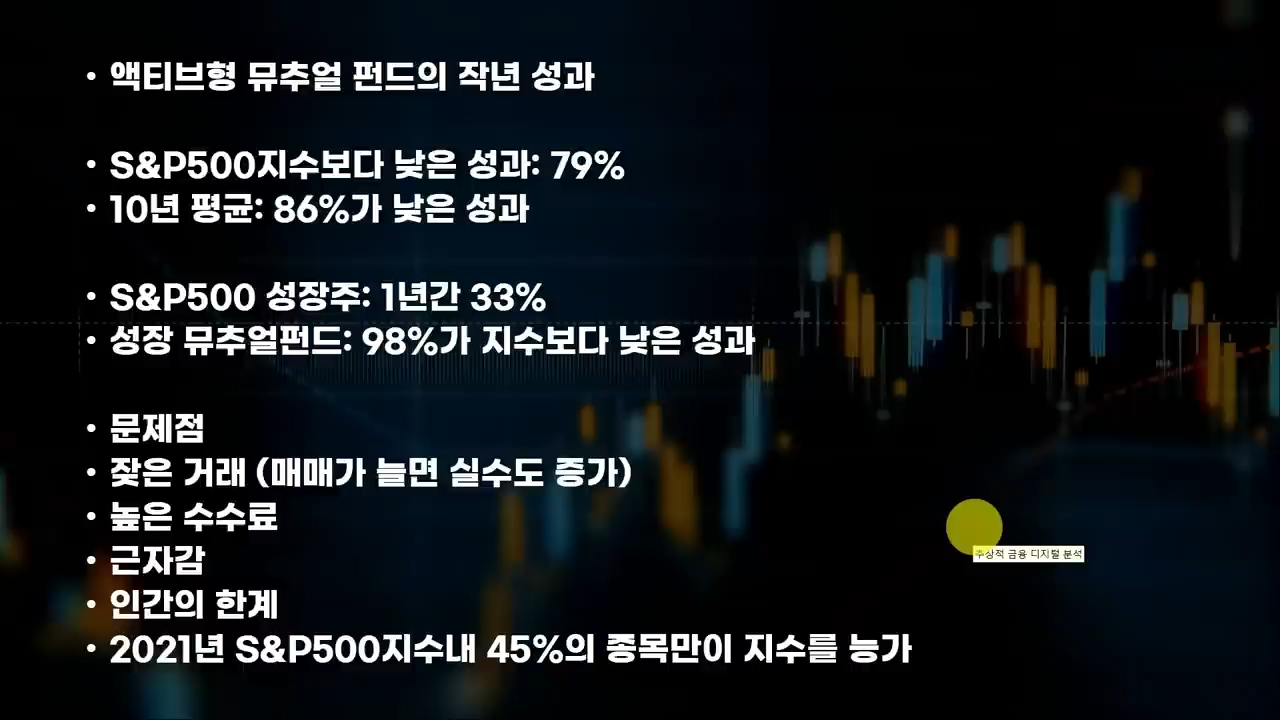 • 액티브형 뮤추얼 펀드의 작년 성과
• S&P500지수보다 낮은 성과: 79%
• 10년 평균: 86%가 낮은 성과
• S&P500 성장주: 1년간 33%
• 성장 뮤추얼펀드: 98%가 지수보다 낮은 성과
• 문제점
• 잦은 거래 (매매가 늘면 실수도 증가)
• 높은 수수료
• 근자감
• 인간의 한계
• 2021년 S&P500지수내 45%의 종목만이 지수를 능가
추상적 금융 디지털 분석